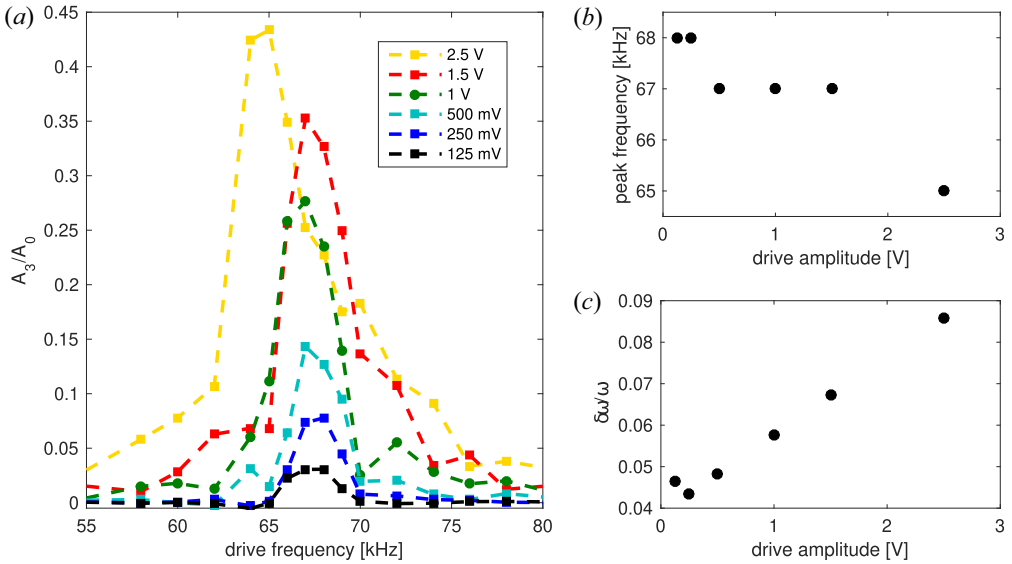 (a)
0.45
0.4
0.35
0.3
0.25
0.2
0.15
0.1
0.05
0
A3/A0
55 60 65 70 75 80
drive frequency [kHz]
2.5 V
1.5 V
1 V
500 mV
250 mV
125 mV
(b)
68
67
66
65
peak frequency [kHz]
0 1 2 3
drive amplitude [V]
(c)
0.09
0.08
0.07
0.06
0.05
0.04
δω/ω
0 1 2 3
drive amplitude [V]